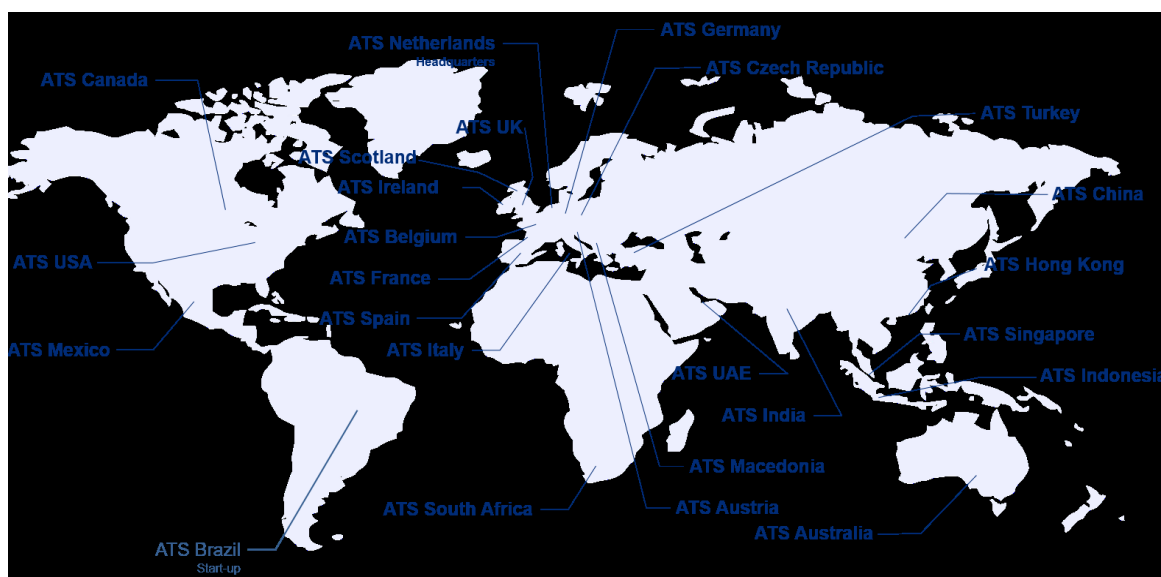 ATS Germany
ATS Netherlands
Headquarters
ATS Czech Republic
ATS Canada
ATS Turkey
ATS UK
ATS Scotland
ATS Ireland
ATS China
ATS Belgium
ATS USA
ATS Hong Kong
ATS France
ATS Spain
ATS Singapore
ATS Mexico
ATS Italy
ATS UAE
ATS Indonesia
ATS India
ATS Macedonia
ATS South Africa
ATS Austria
ATS Australia
ATS Brazil
Start-up